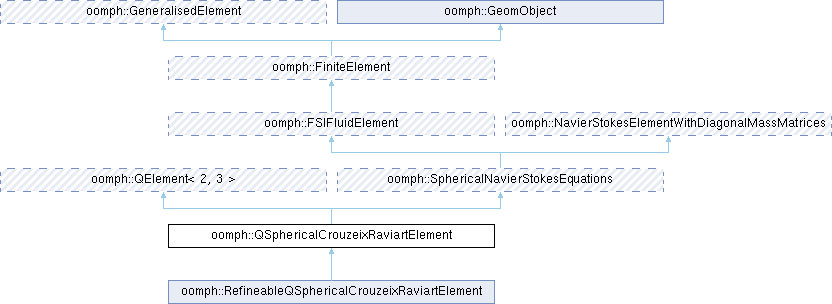 oomph::GeneralisedElement
oomph::GeomObject
oomph::FiniteElement
oomph::FSIFluidElement
oomph::NavierStokesElementWithDiagonalMassMatrices
oomph::QElement< 2, 3 >
oomph::SphericalNavierStokesEquations
oomph::QSphericalCrouzeixRaviartElement
oomph::RefineableQSphericalCrouzeixRaviartElement